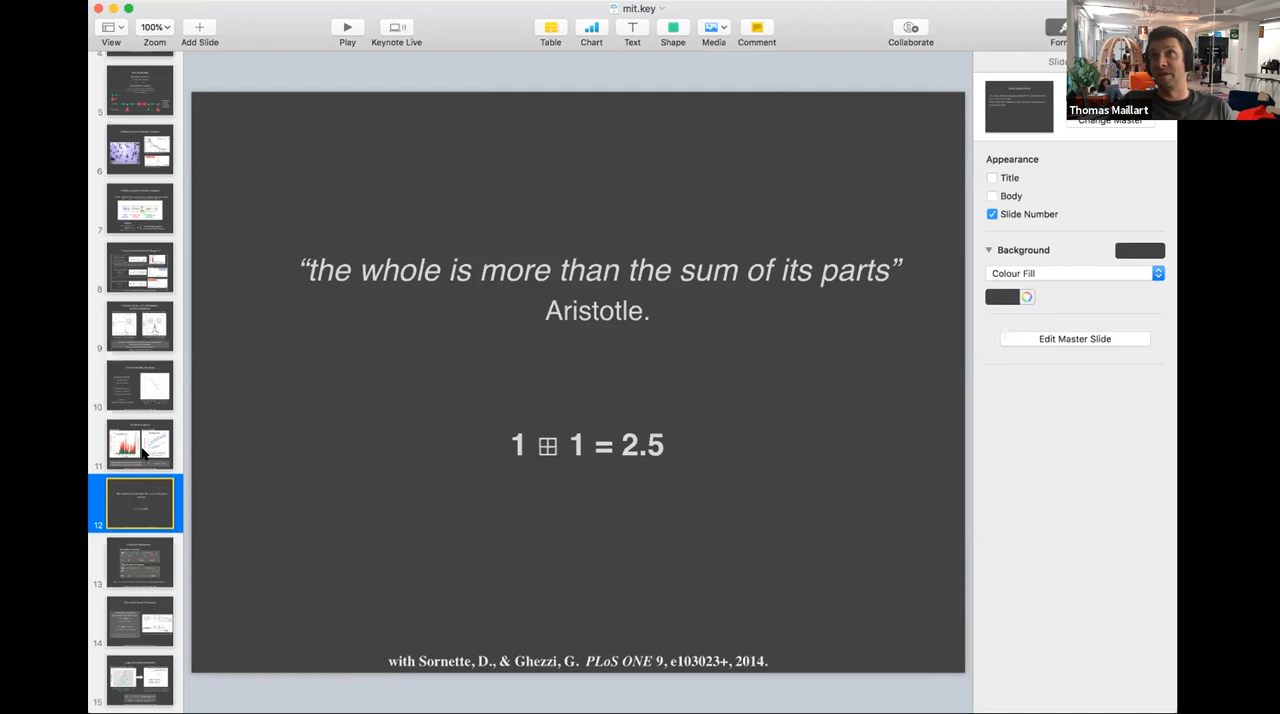 mit.key
100%
View
Zoom
Add Slide
Play
Keynote Live
Table
Chart
Text
Shape
Media
Comment
Collaborate
Thomas Maillart
Change Master
Appearance
Title
Body
Slide Number
Background
Colour Fill
Edit Master Slide
5
6
7
8
9
10
11
12
13
14
15
“the whole is more than the sum of its parts”
Aristotle.
1 ⊞ 1 = 2.5
with Sornette, D., & Ghezzi, G. PLoS ONE 9, e103023+, 2014.